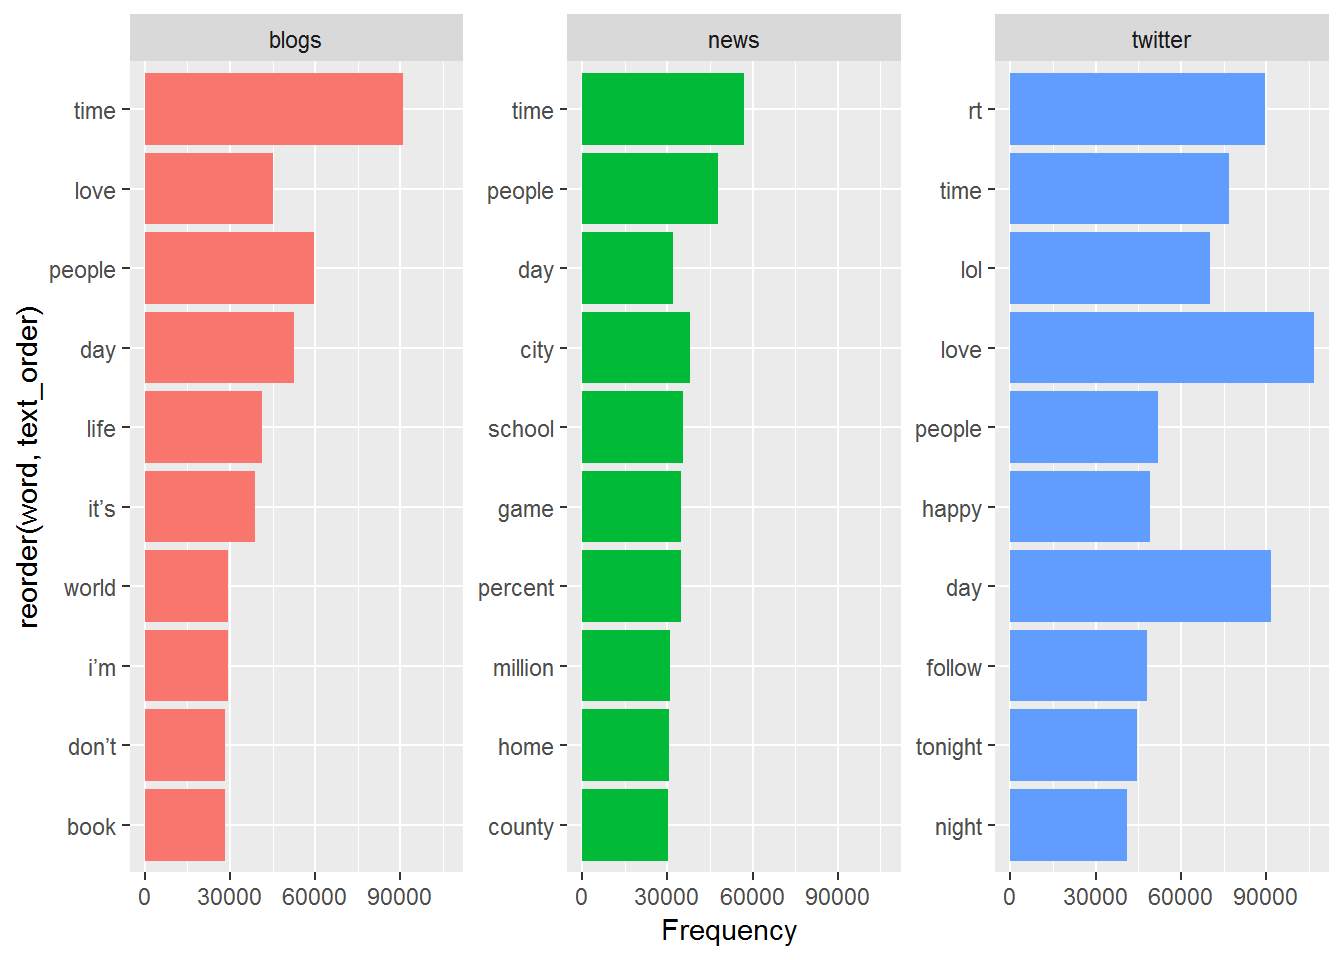 blogs
news
twitter
reorder(word, text_order)
time
love
people
day
life
it’s
world
i’m
don’t
book
0 30000 60000 90000
time
people
day
city
school
game
percent
million
home
county
0 30000 60000 90000
rt
time
lol
love
people
happy
day
follow
tonight
night
0 30000 60000 90000
Frequency